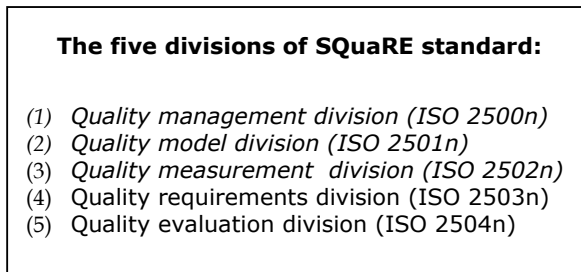 The five divisions of SQuaRE standard:
(1) Quality management division (ISO 2500n)
(2) Quality model division (ISO 2501n)
(3) Quality measurement  division (ISO 2502n)
(4) Quality requirements division (ISO 2503n)
(5) Quality evaluation division (ISO 2504n)